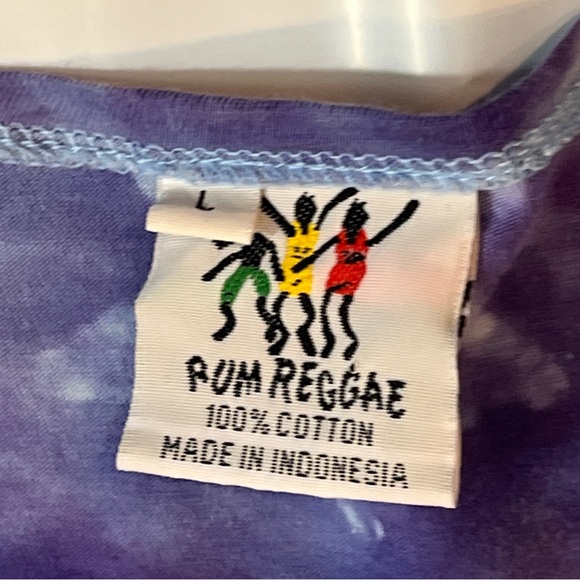 L
RUM REGGAE
100% COTTON
MADE IN INDONESIA